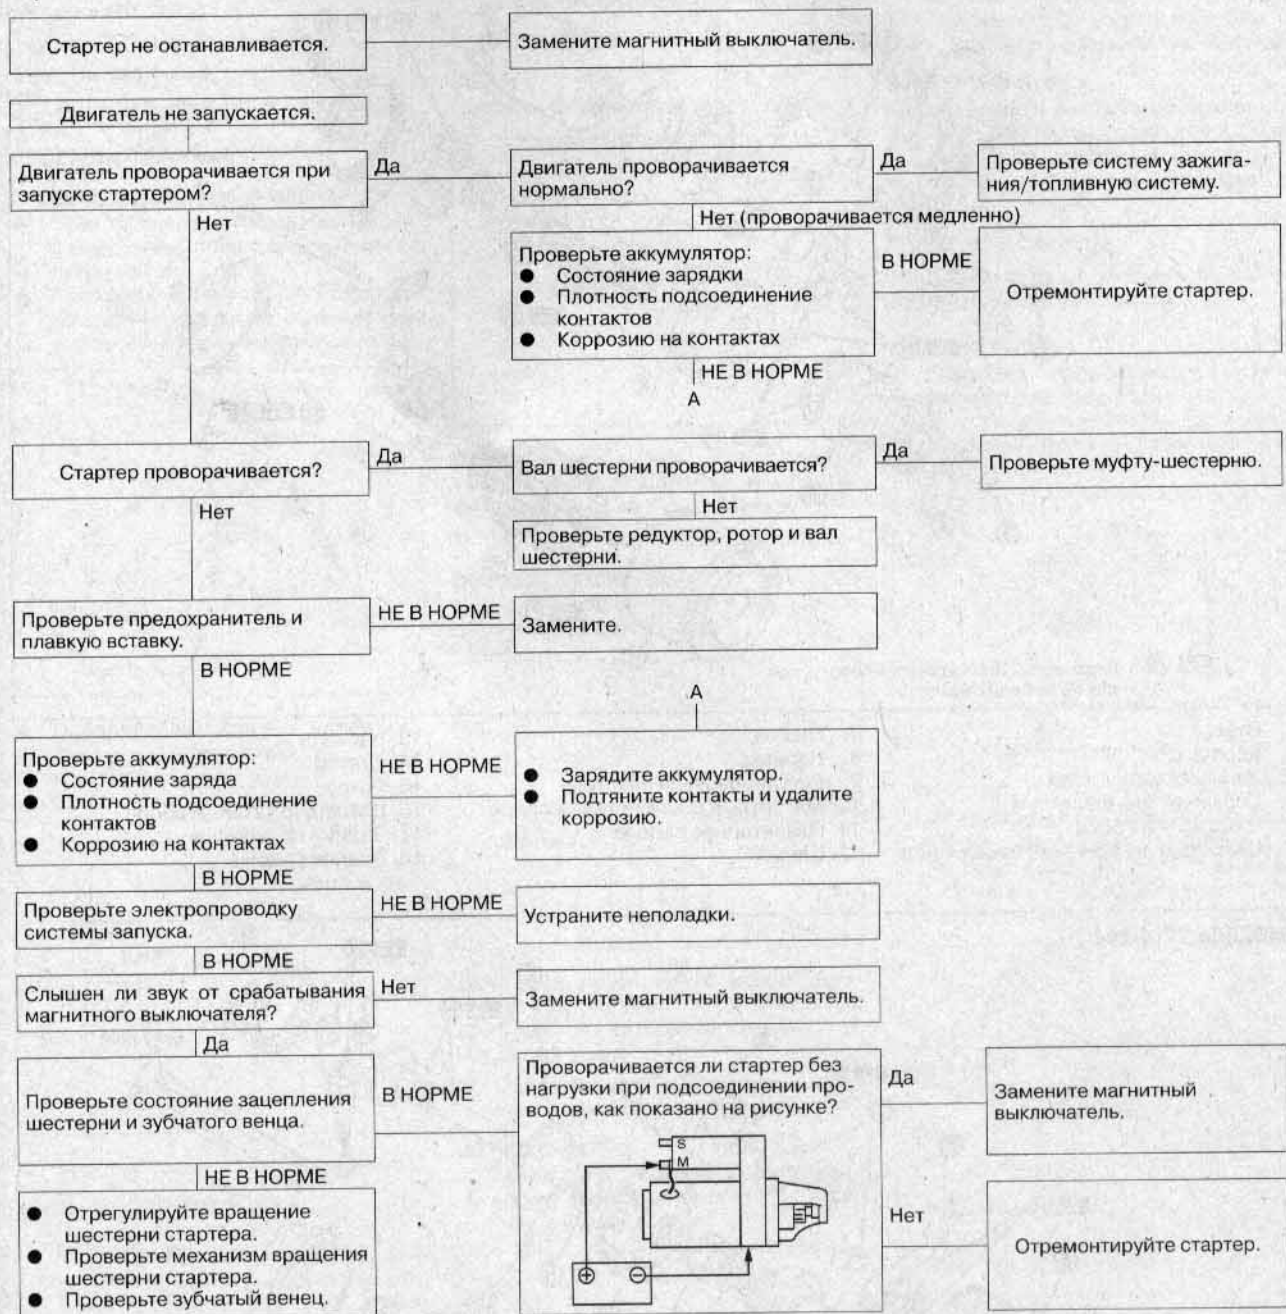 Стартер не останавливается.
Замените магнитный выключатель.
Двигатель не запускается.
Двигатель проворачивается при
запуске стартером?
Да
Двигатель проворачивается
нормально?
Да
Проверьте систему зажига-
ния/топливную систему.
Нет
Нет (проворачивается медленно)
Проверьте аккумулятор:
● Состояние зарядки
● Плотность подсоединение
контактов
● Коррозию на контактах
В НОРМЕ
Отремонтируйте стартер.
НЕ В НОРМЕ
А
Стартер проворачивается?
Да
Вал шестерни проворачивается?
Да
Проверьте муфту-шестерню.
Нет
Нет
Проверьте редуктор, ротор и вал
шестерни.
Проверьте предохранитель и
плавкую вставку.
НЕ В НОРМЕ
Замените.
В НОРМЕ
А
Проверьте аккумулятор:
● Состояние заряда
● Плотность подсоединение
контактов
● Коррозию на контактах
НЕ В НОРМЕ
● Зарядите аккумулятор.
● Подтяните контакты и удалите
коррозию.
В НОРМЕ
Проверьте электропроводку
системы запуска.
НЕ В НОРМЕ
Устраните неполадки.
В НОРМЕ
Слышен ли звук от срабатывания
магнитного выключателя?
Нет
Замените магнитный выключатель.
Да
Проверьте состояние зацепления
шестерни и зубчатого венца.
В НОРМЕ
Проворачивается ли стартер без
нагрузки при подсоединении про-
водов, как показано на рисунке?
S
M
⊕ ⊖
Да
Замените магнитный
выключатель.
Нет
Отремонтируйте стартер.
НЕ В НОРМЕ
● Отрегулируйте вращение
шестерни стартера.
● Проверьте механизм вращения
шестерни стартера.
● Проверьте зубчатый венец.